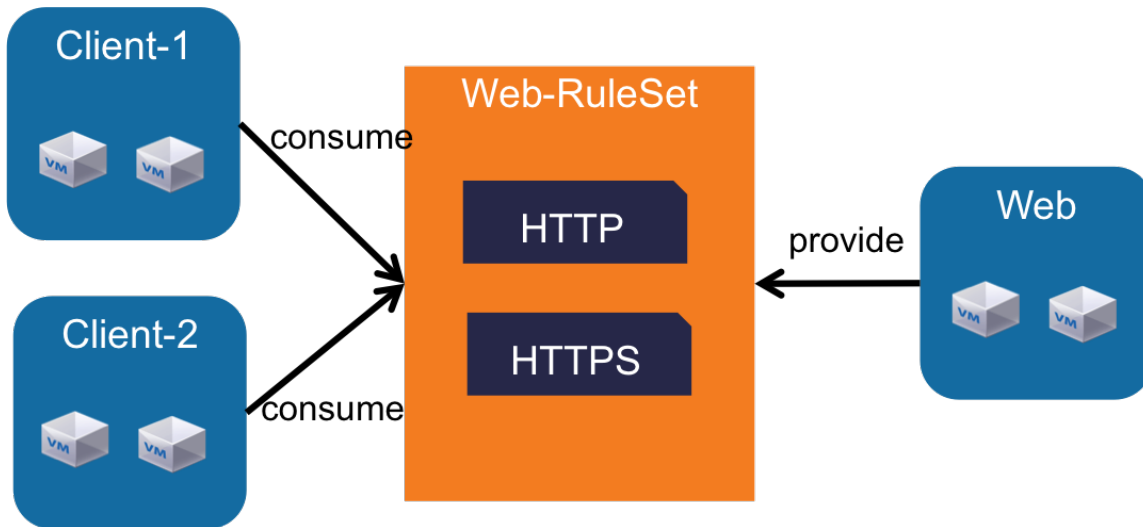 Client-1
VM
VM
consume
Client-2
VM
VM
consume
Web-RuleSet
HTTP
HTTPS
provide
Web
VM
VM